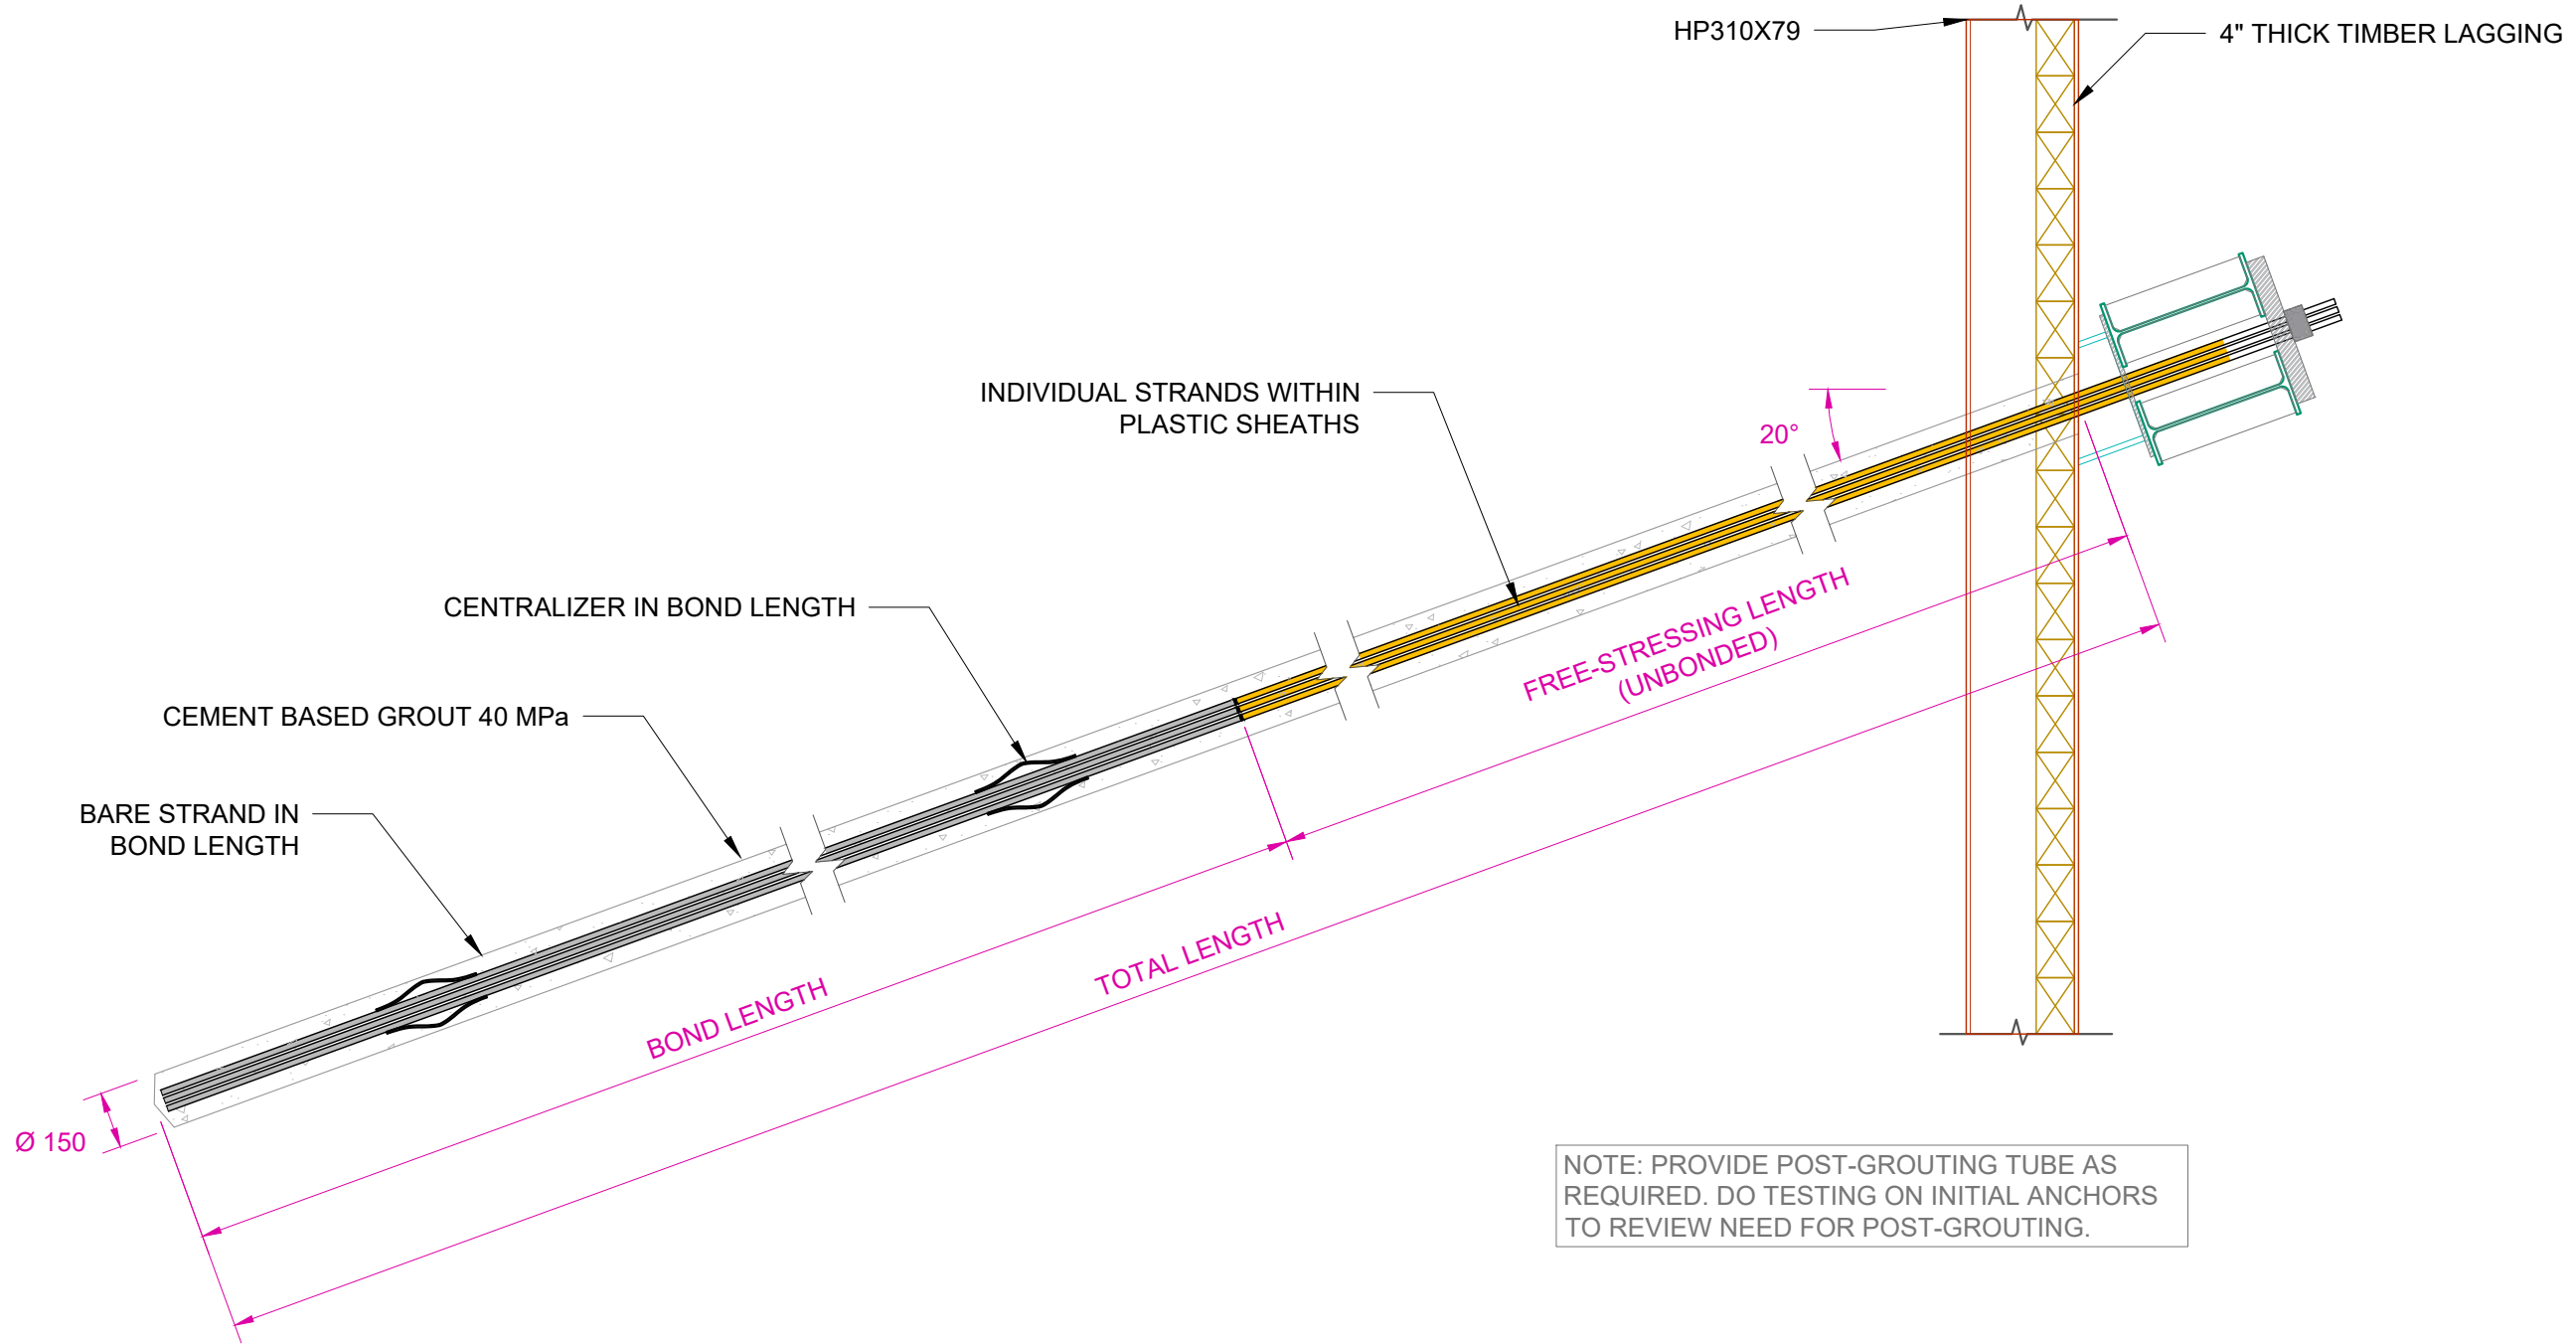 HP310X79
4" THICK TIMBER LAGGING
INDIVIDUAL STRANDS WITHIN
PLASTIC SHEATHS
20°
CENTRALIZER IN BOND LENGTH
FREE-STRESSING LENGTH
(UNBONDED)
CEMENT BASED GROUT 40 MPa
BARE STRAND IN
BOND LENGTH
TOTAL LENGTH
BOND LENGTH
Ø 150
NOTE: PROVIDE POST-GROUTING TUBE AS
REQUIRED. DO TESTING ON INITIAL ANCHORS
TO REVIEW NEED FOR POST-GROUTING.